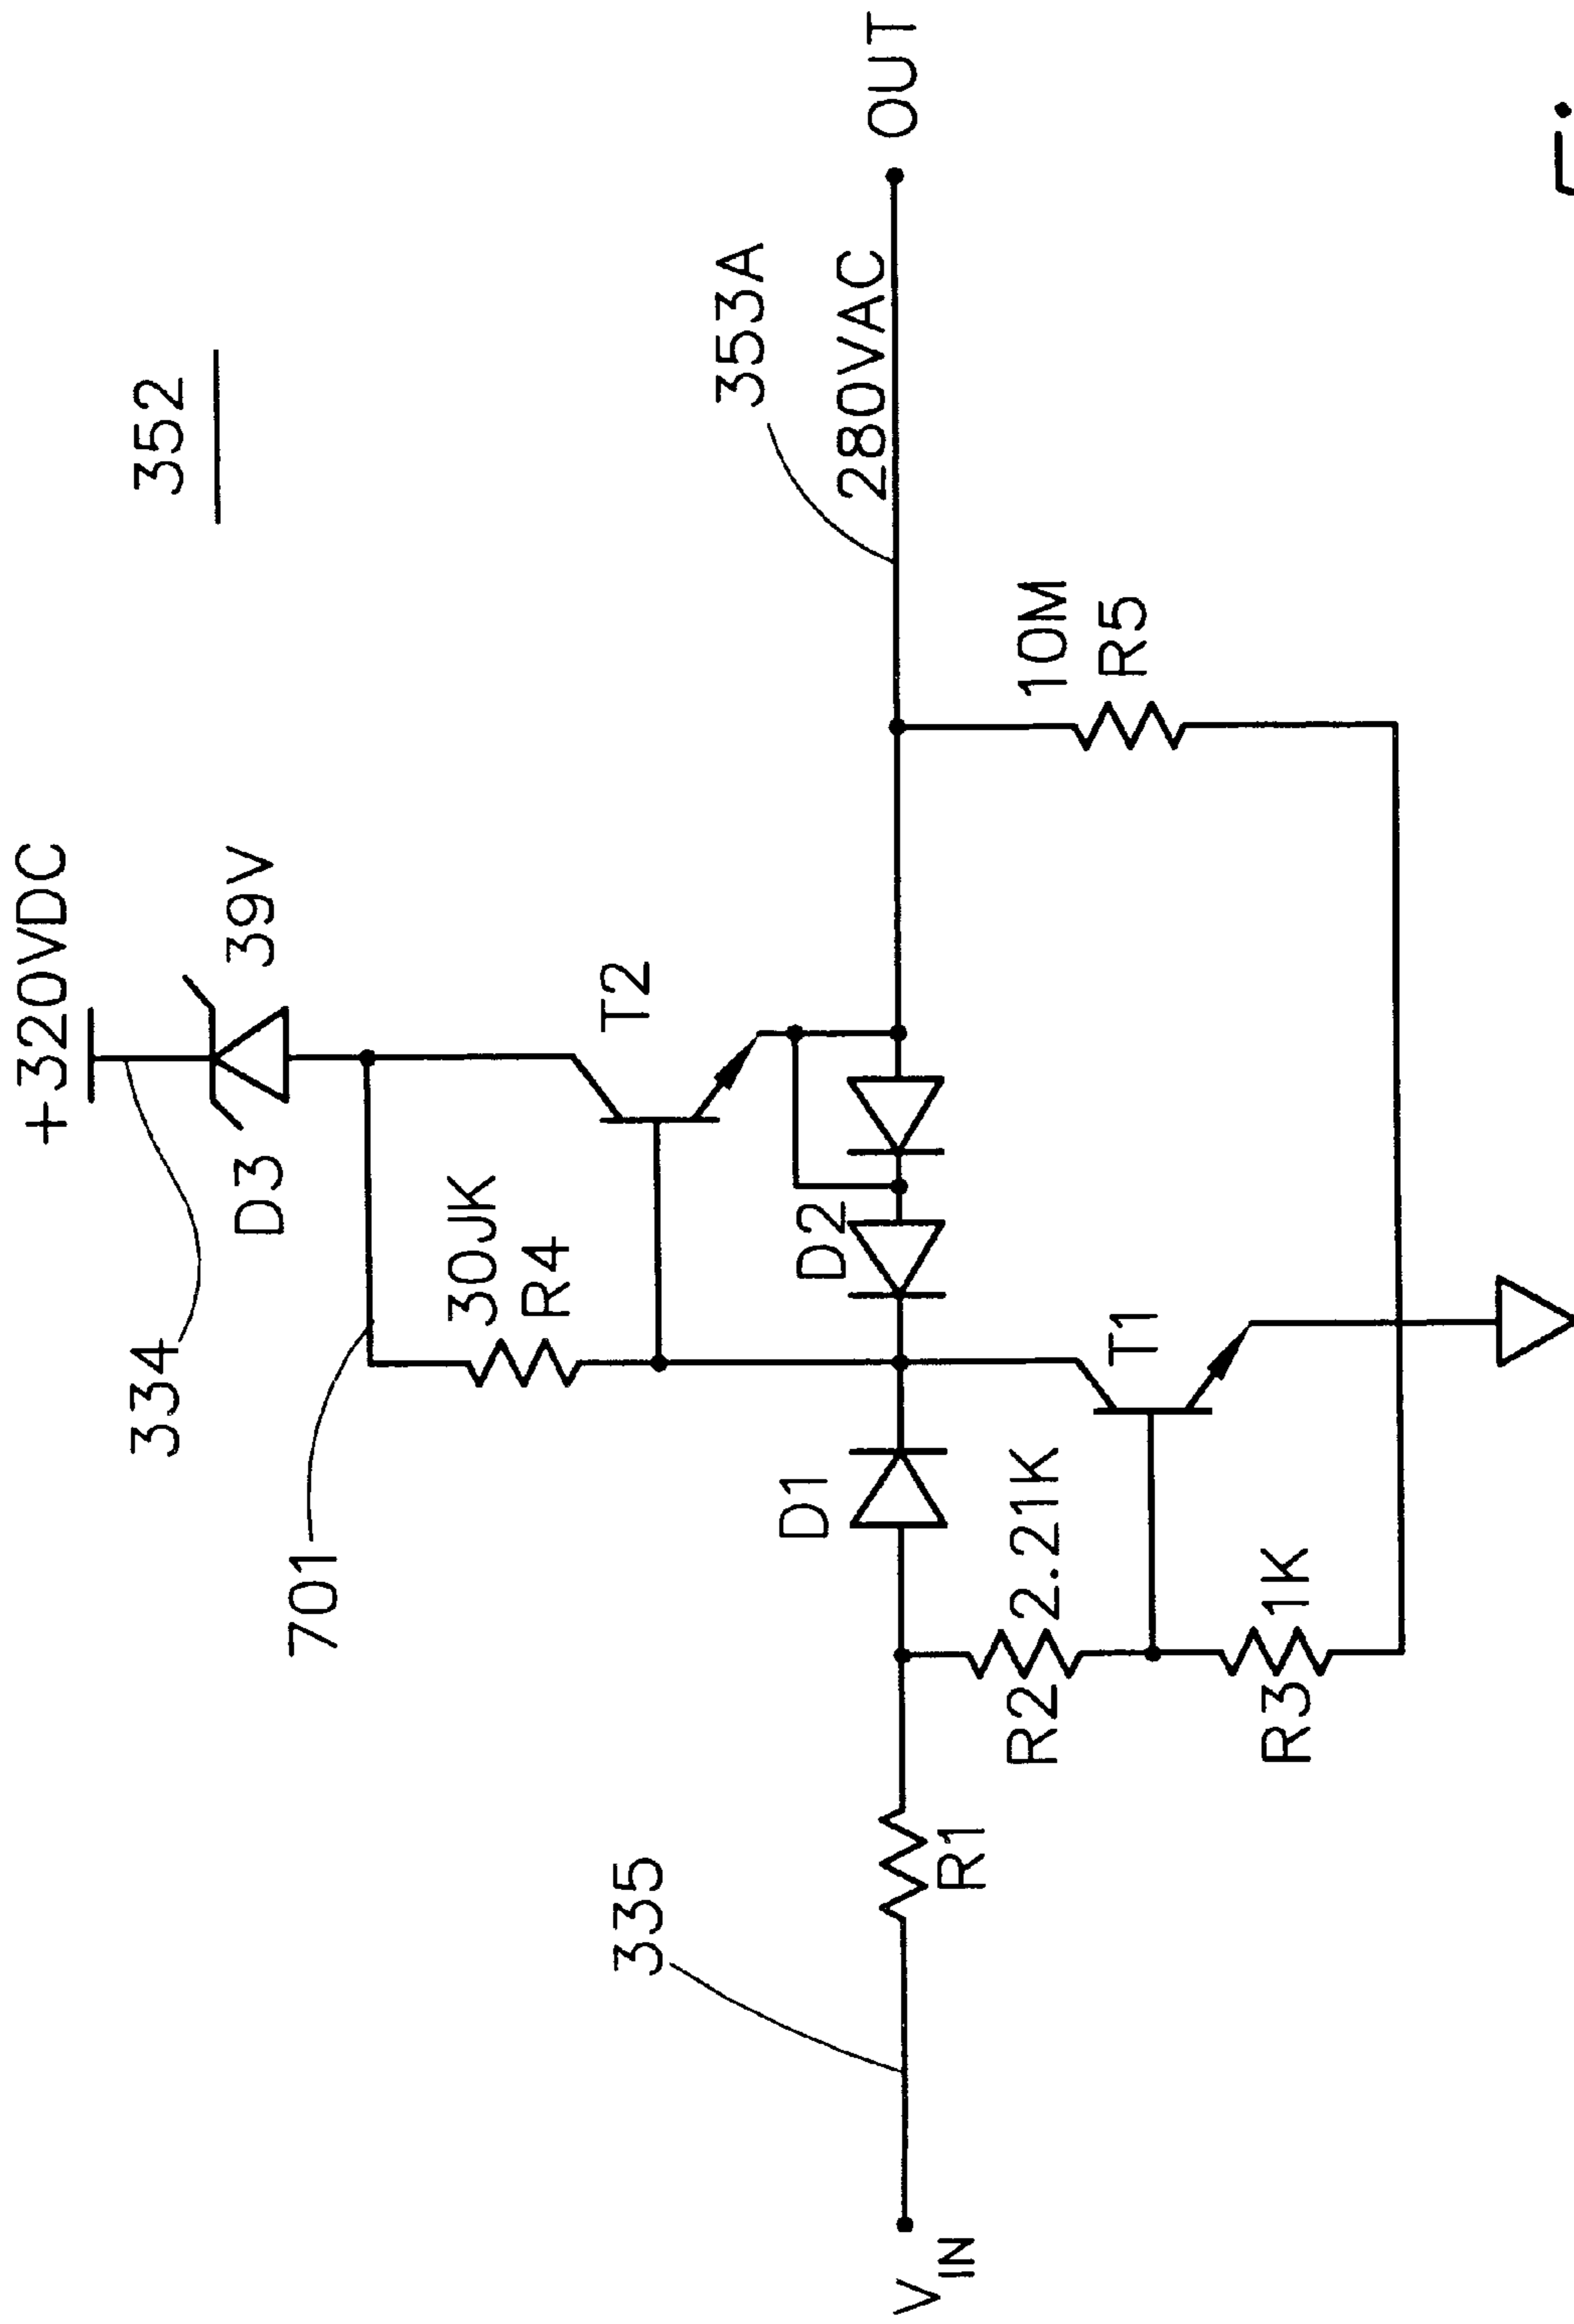 352
+320VDC
334
D3
39V
701
30JK
R4
T2
353A
280VAC
OUT
335
V IN
R1
D1
D2
R2
2.21K
T1
10M
R5
R3
1K